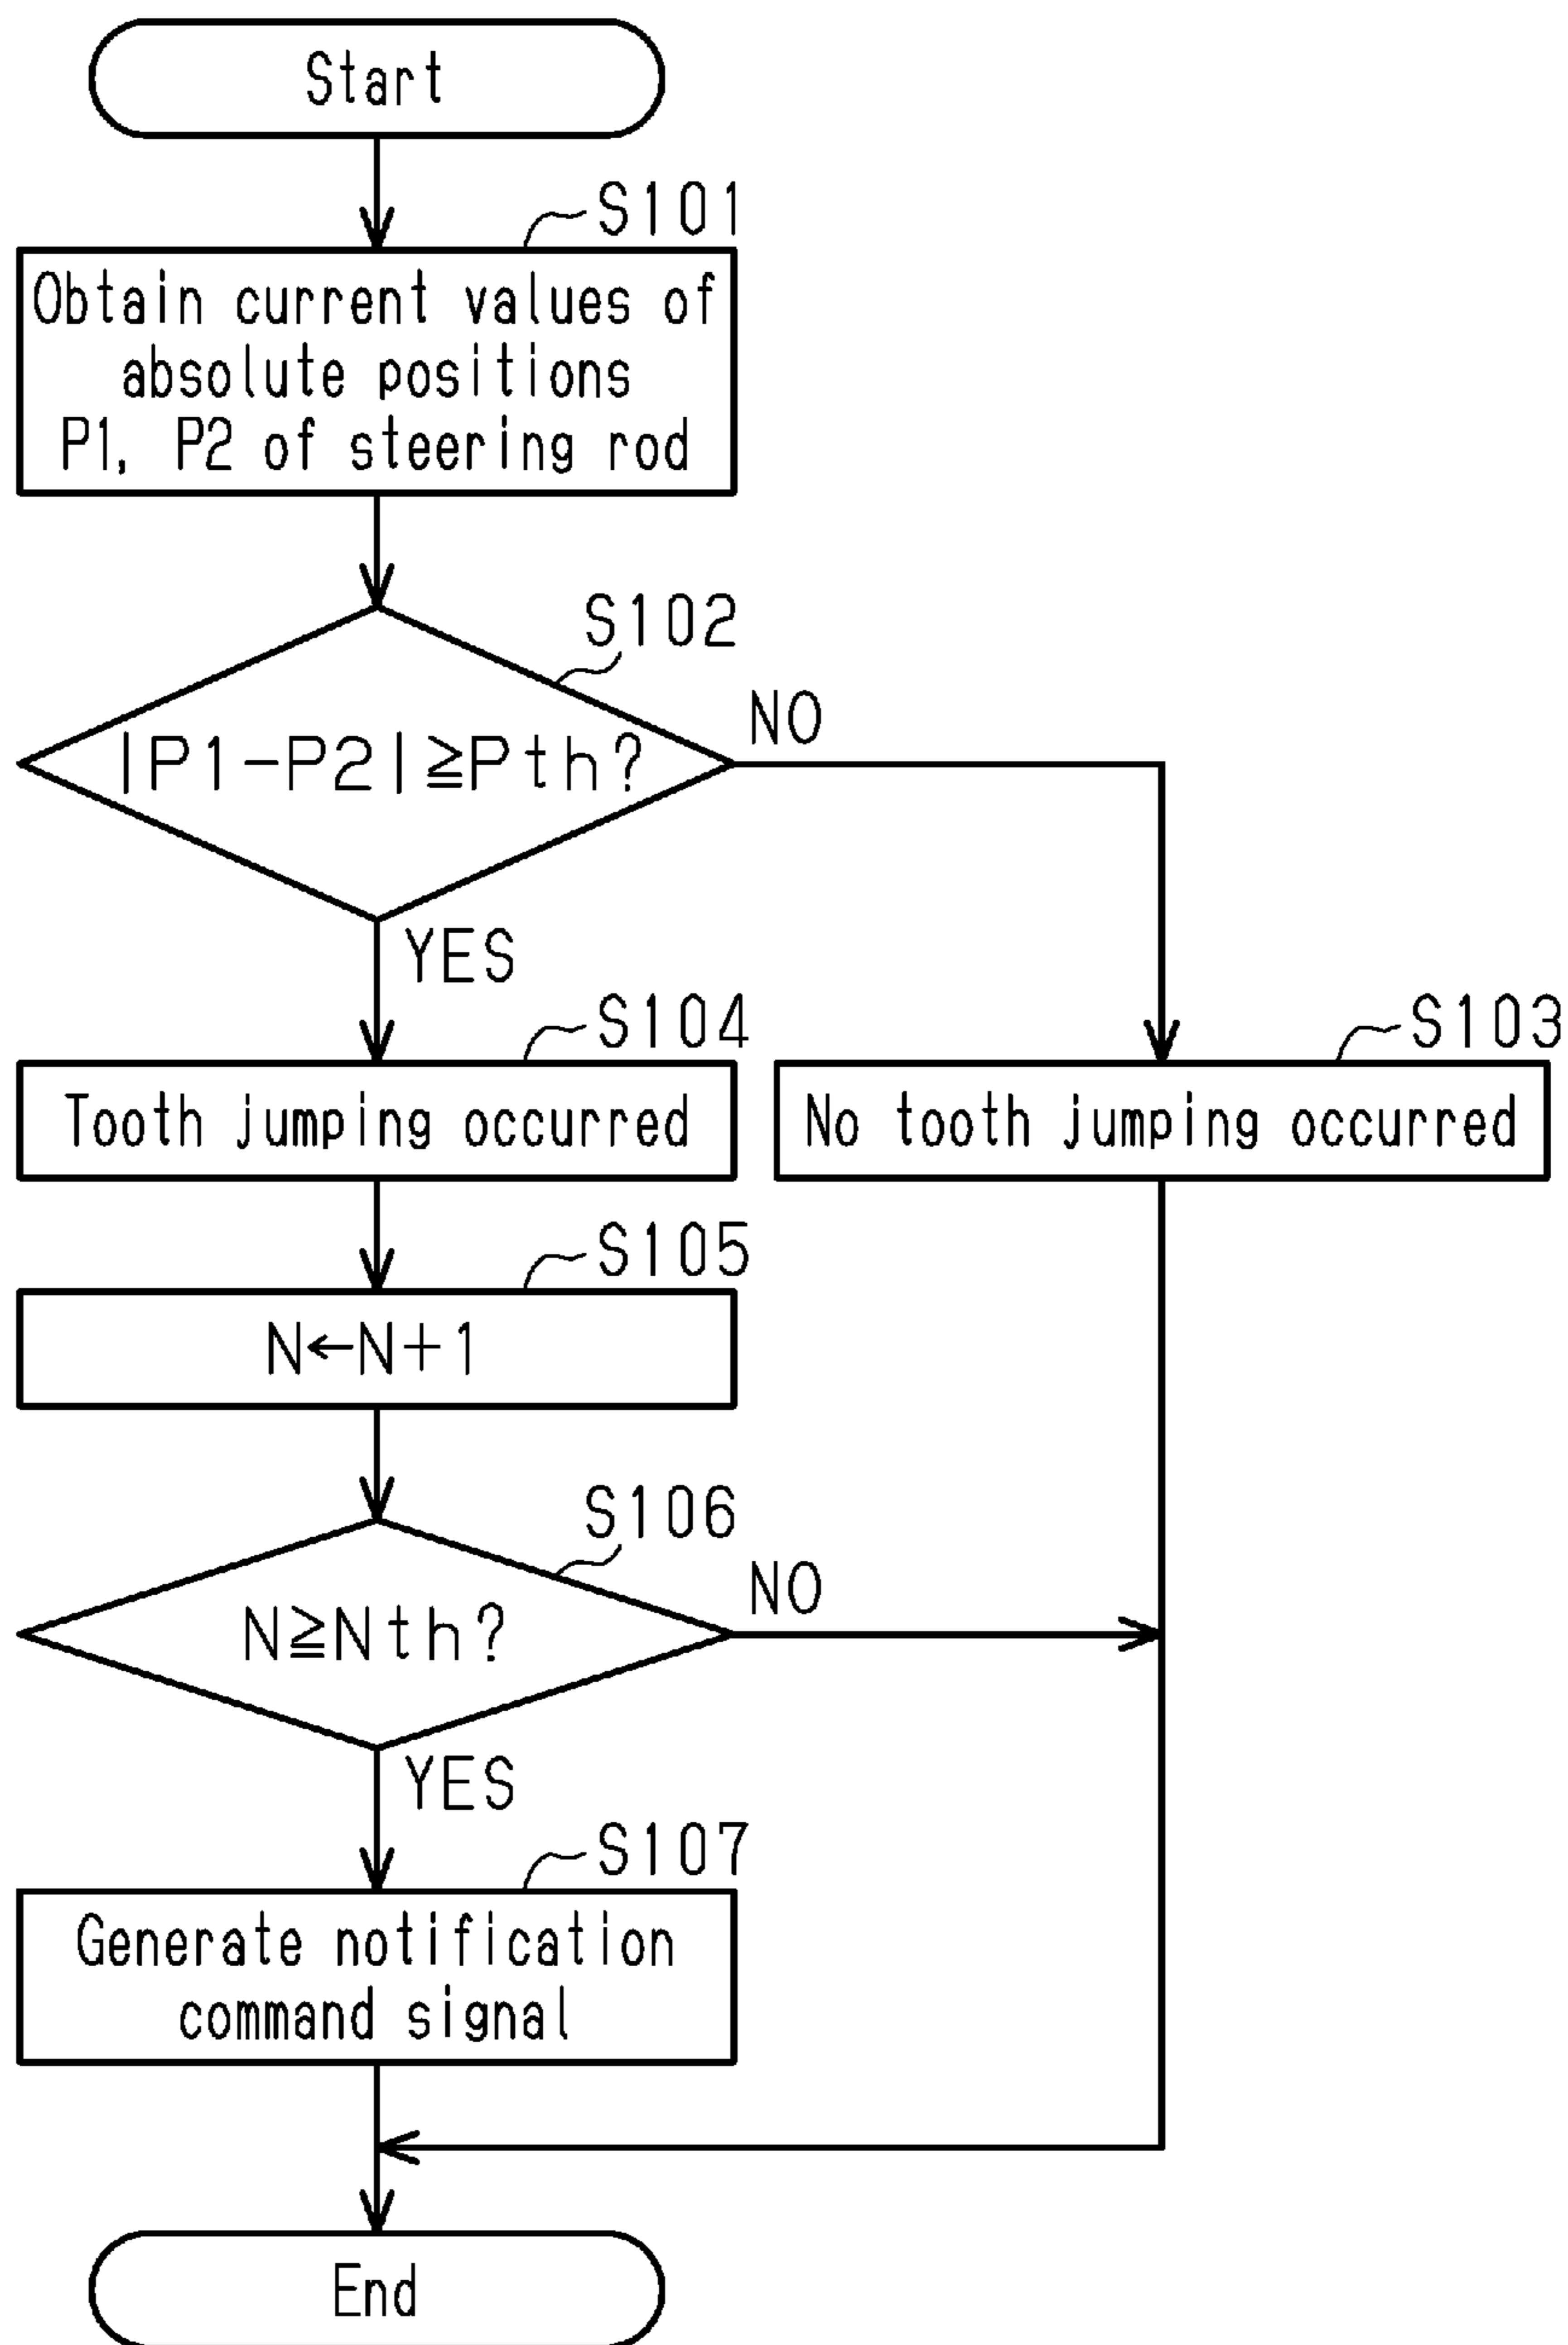 Start
S101
Obtain current values of
absolute positions
P1, P2 of steering rod
S102
|P1-P2|≧Pth?
NO
YES
S104
Tooth jumping occurred
S103
No tooth jumping occurred
S105
N←N+1
S106
N≧Nth?
NO
YES
S107
Generate notification
command signal
End